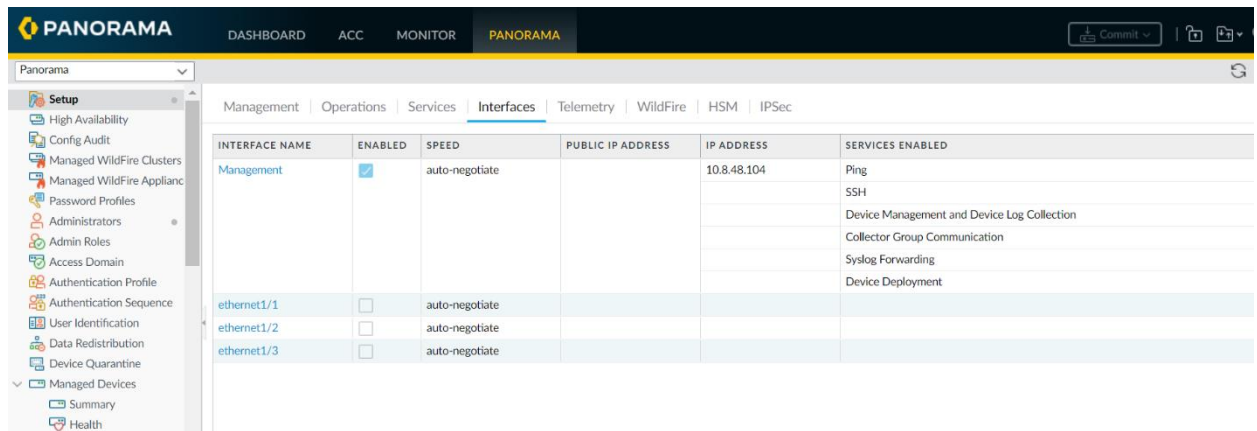 PANORAMA DASHBOARD ACC MONITOR PANORAMA Commit
Panorama
Setup
High Availability
Config Audit
Managed WildFire Clusters
Managed WildFire Applianc
Password Profiles
Administrators
Admin Roles
Access Domain
Authentication Profile
Authentication Sequence
User Identification
Data Redistribution
Device Quarantine
Managed Devices
Summary
Health
Management Operations Services Interfaces Telemetry WildFire HSM IPSec
INTERFACE NAME ENABLED SPEED PUBLIC IP ADDRESS IP ADDRESS SERVICES ENABLED
Management auto-negotiate 10.8.48.104 Ping
SSH
Device Management and Device Log Collection
Collector Group Communication
Syslog Forwarding
Device Deployment
ethernet1/1 auto-negotiate
ethernet1/2 auto-negotiate
ethernet1/3 auto-negotiate